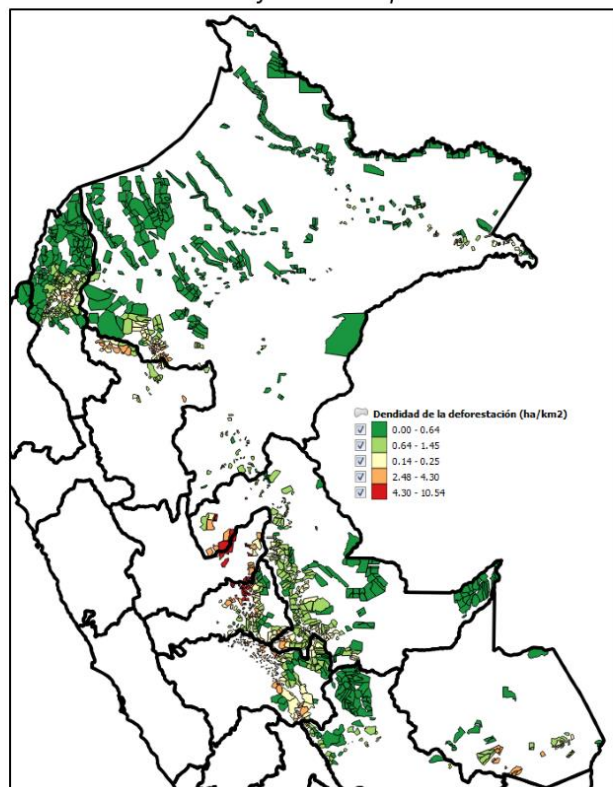 Dendidad de la deforestación (ha/km2)
0.00 - 0.64
0.64 - 1.45
0.14 - 0.25
2.48 - 4.30
4.30 - 10.54